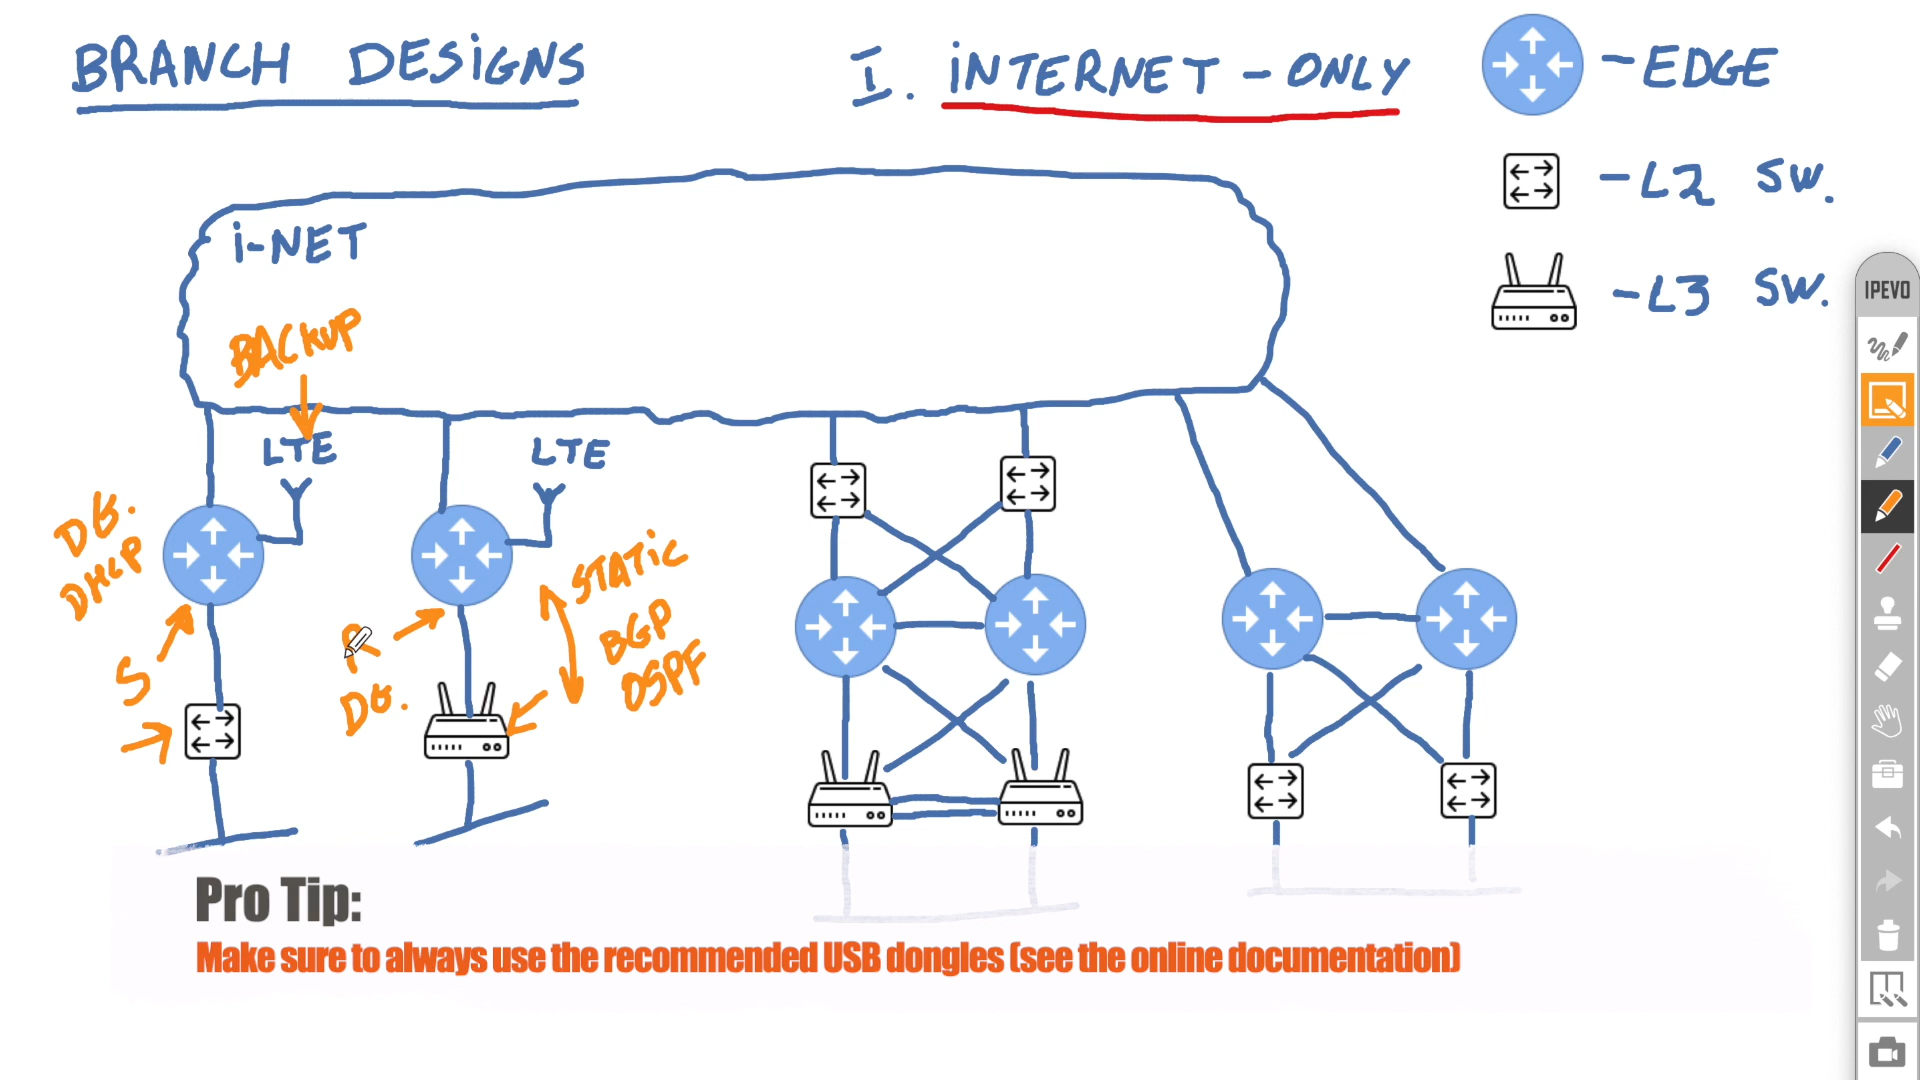 BRANCH DESIGNS
I. INTERNET-ONLY
-EDGE
-L2 SW.
-L3 SW.
IPEVO
i-NET
BACKUP
LTE
LTE
DG.
DHCP
S
R
DG.
STATIC
BGP
OSPF
Pro Tip:
Make sure to always use the recommended USB dongles (see the online documentation)